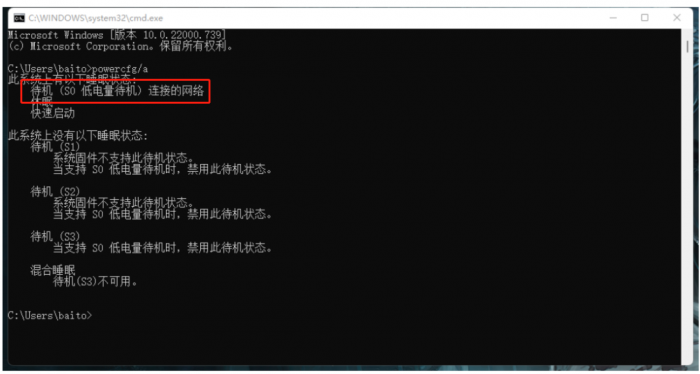 C:\WINDOWS\system32\cmd.exe
Microsoft Windows [版本 10.0.22000.739]
(c) Microsoft Corporation。保留所有权利。
C:\Users\baito>powercfg/a
此系统上有以下睡眠状态:
待机 (S0 低电量待机) 连接的网络
休眠
快速启动
此系统上没有以下睡眠状态:
待机 (S1)
系统固件不支持此待机状态。
当支持 S0 低电量待机时，禁用此待机状态。
待机 (S2)
系统固件不支持此待机状态。
当支持 S0 低电量待机时，禁用此待机状态。
待机 (S3)
当支持 S0 低电量待机时，禁用此待机状态。
混合睡眠
待机(S3)不可用。
C:\Users\baito>